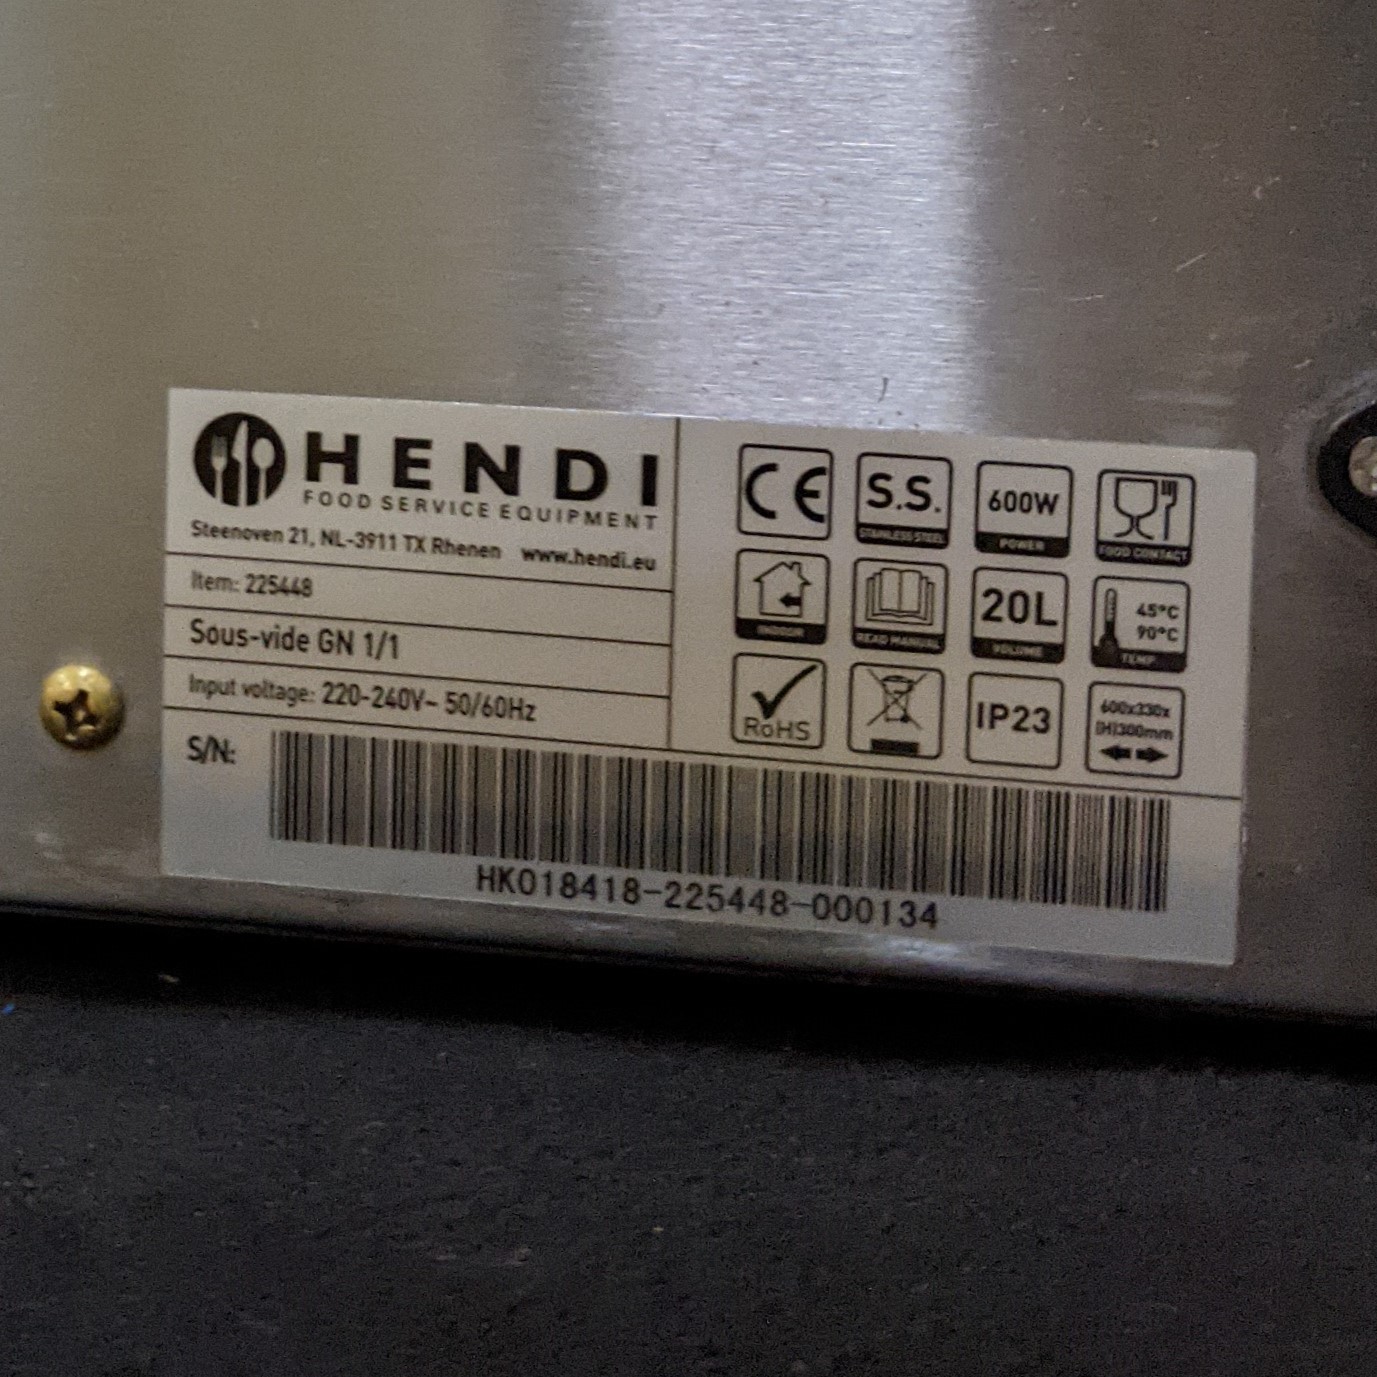 HENDI
FOOD SERVICE EQUIPMENT
Steenoven 21, NL-3911 TX Rhenen www.hendi.eu
Item: 225448
Sous-vide GN 1/1
Input voltage: 220-240V~ 50/60Hz
CE
S.S.
STAINLESS STEEL
600W
POWER
FOOD CONTACT
INDOOR
READ MANUAL
20L
VOLUME
45°C
90°C
TEMP.
RoHS
IP23
600x330x
(H)300mm
S/N:
HK018418-225448-000134